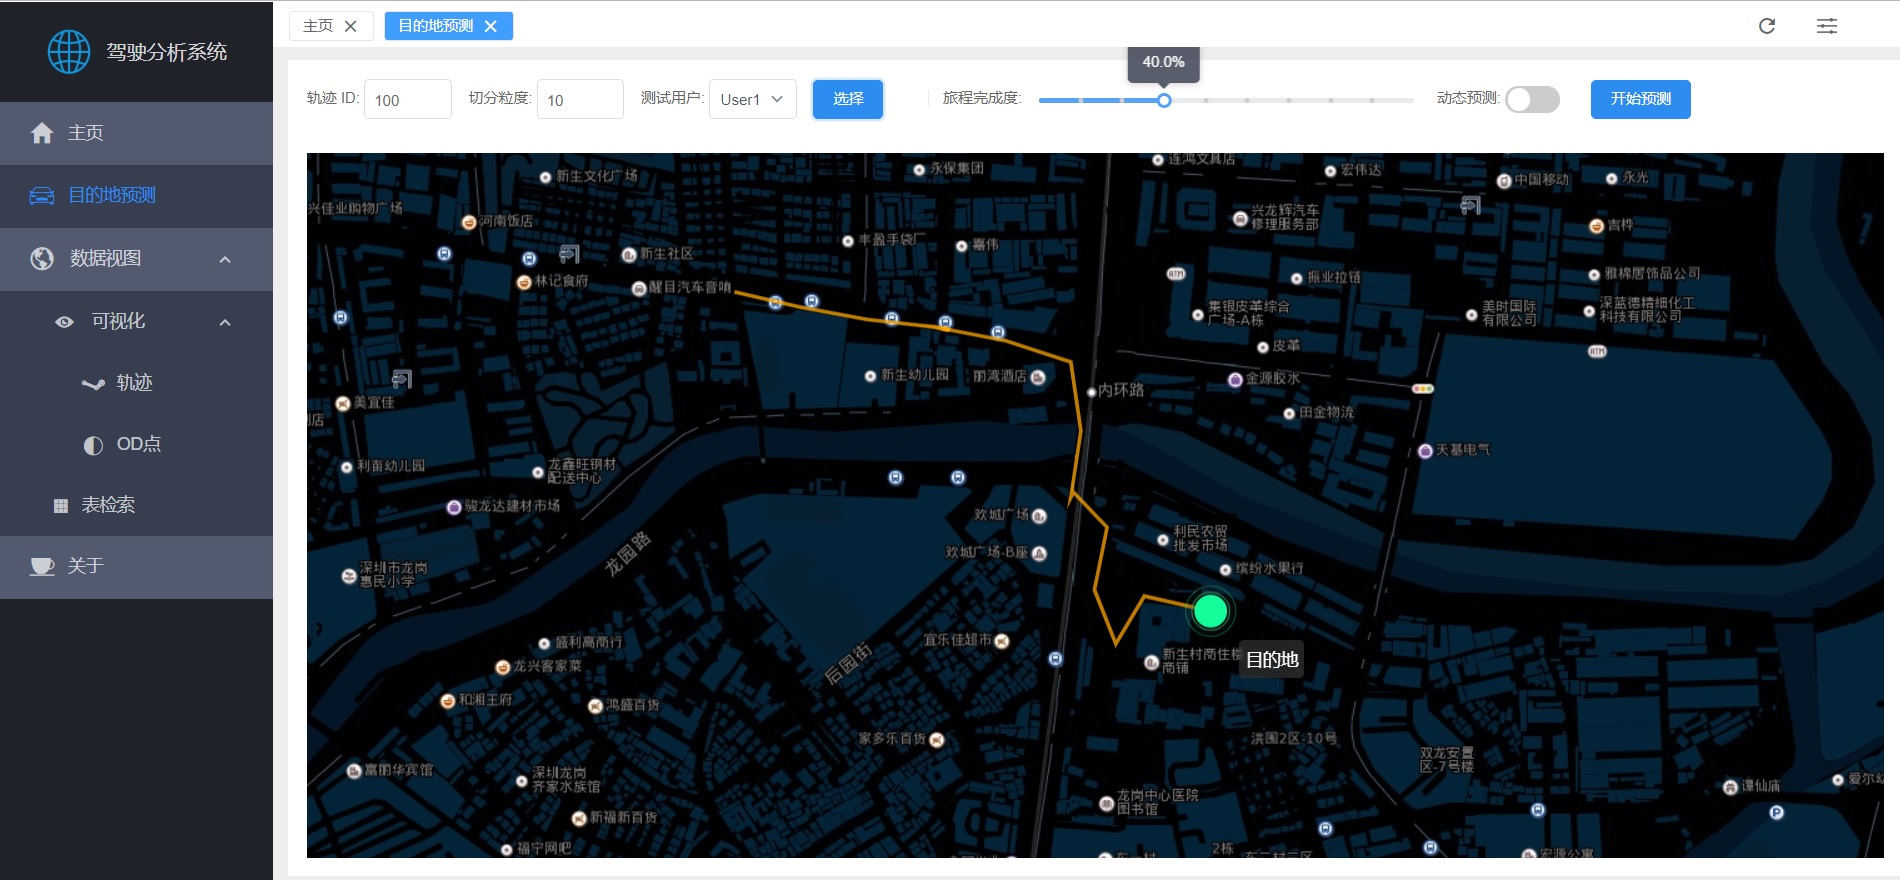 驾驶分析系统
主页
目的地预测
数据视图
可视化
轨迹
OD点
表检索
关于
主页
目的地预测
轨迹 ID:
100
切分粒度:
10
测试用户:
User1
选择
旅程完成度:
40.0%
动态预测:
开始预测
新生文化广场
永保集团
连鸿文具店
宏伟达
中国移动
永光
兴佳业购物广场
河南饭店
兴龙辉汽车
修理服务部
吉桦
丰盈手袋厂
嘉伟
新生社区
林记食府
醒目汽车音响
ATM
振业拉链
雅棉居饰品公司
集银皮革综合
广场-A栋
美时国际
有限公司
深蓝德精细化工
科技有限公司
皮革
ATM
新生幼儿园
丽湾酒店
内环路
金源胶水
美宜佳
田金物流
天基电气
利苗幼儿园
龙鑫旺钢材
配送中心
骏龙达建材市场
欢城广场
利民农贸
批发市场
欢城广场-B座
龙园路
缤纷水果行
深圳市龙岗
惠民小学
盛利高商行
宜乐佳超市
龙兴客家菜
后园街
新生村商住楼
商铺
目的地
和湘王府
鸿盛百货
家多乐百货
洪围2区-10号
双龙安置
区-7号楼
富丽华宾馆
深圳龙岗
齐家水族馆
谭仙庙
龙岗中心医院
图书馆
新福新百货
P
福宁网吧
2栋
宏源公寓